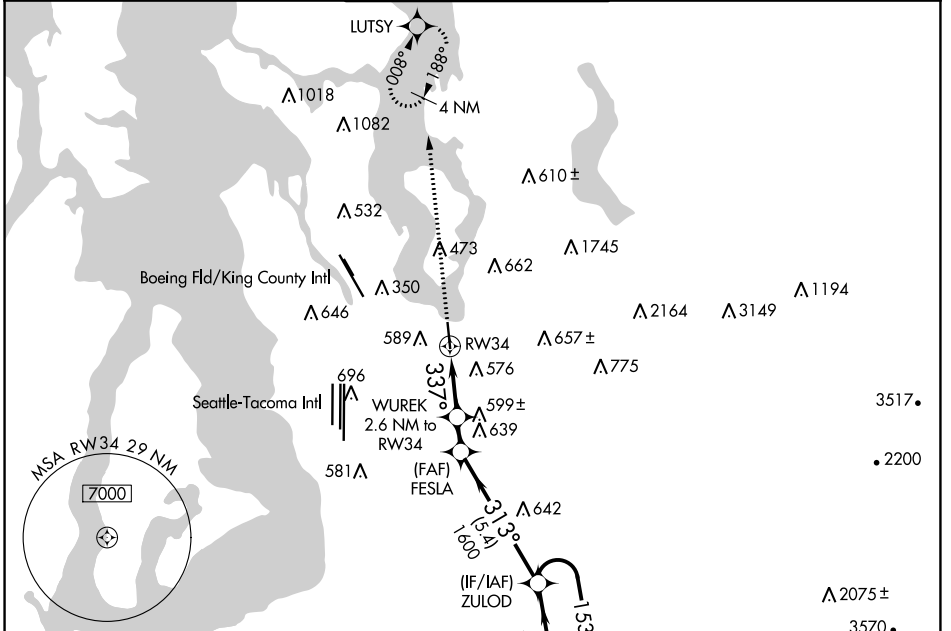 LUTSY
008°
188°
4 NM
1018
1082
610 ±
532
473
1745
662
Boeing Fld/King County Intl
350
1194
646
2164
3149
589
RW34
657 ±
576
775
337°
696
Seattle-Tacoma Intl
WUREK
2.6 NM to
RW34
599 ±
639
3517
2200
MSA RW34 29 NM
7000
581
(FAF)
FESLA
313°
(5.4)
1600
642
(IF/IAF)
ZULOD
153
2075 ±
3570